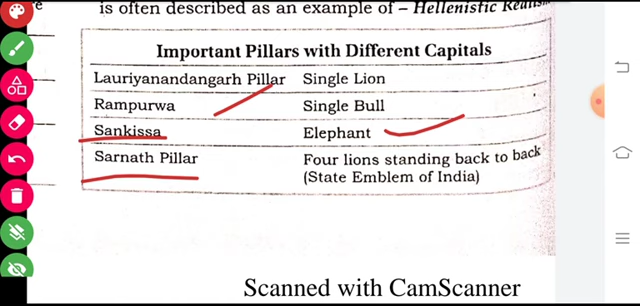 is often described as an example of – Hellenistic Realism
Important Pillars with Different Capitals
Lauriyanandangarh Pillar Single Lion
Rampurwa Single Bull
Sankissa Elephant
Sarnath Pillar Four lions standing back to back
(State Emblem of India)
Scanned with CamScanner